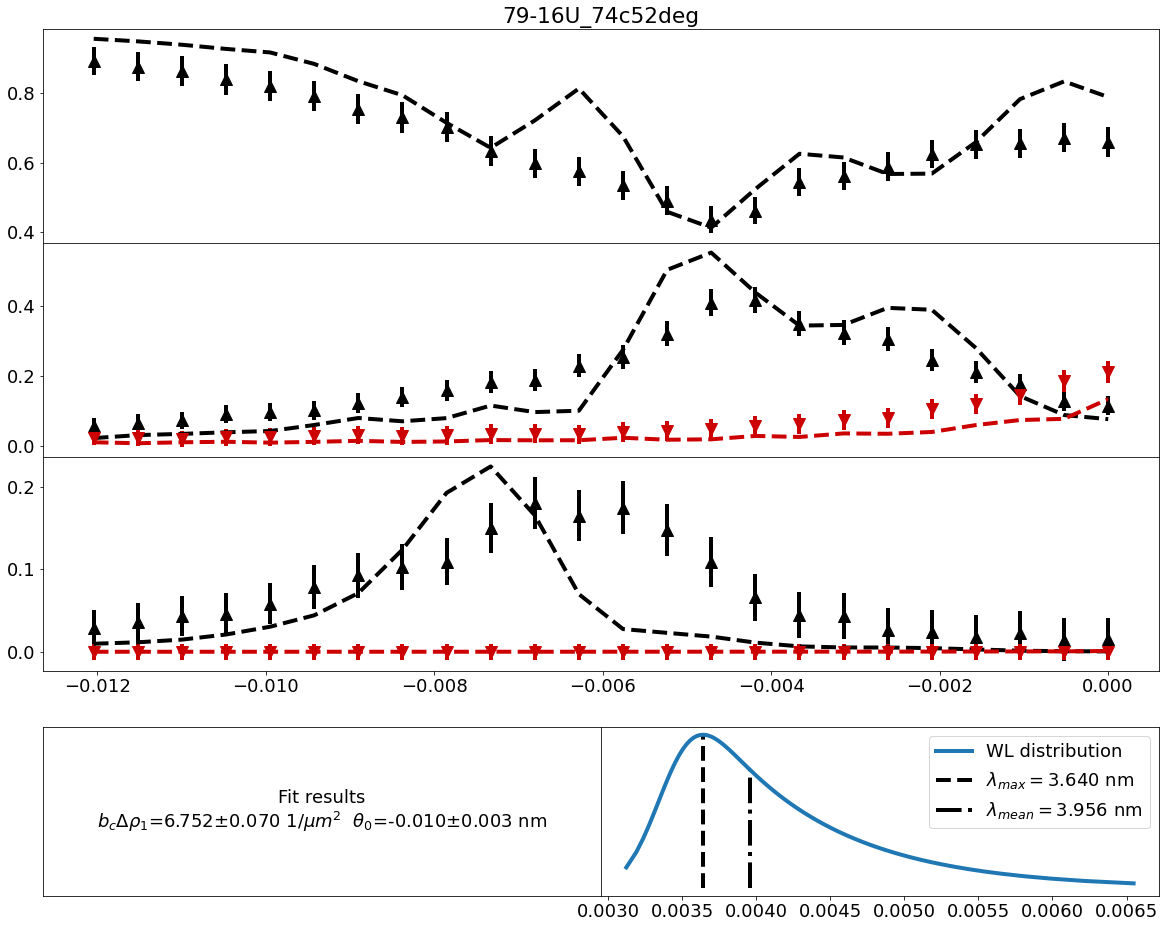 79-16U_74c52deg
0.8
0.6
0.4
0.4
0.2
0.0
0.2
0.1
0.0
−0.012 −0.010 −0.008 −0.006 −0.004 −0.002 0.000
Fit results
b_cΔρ_1=6.752±0.070 1/μm² θ_0=-0.010±0.003 nm
WL distribution
λ_max = 3.640 nm
λ_mean = 3.956 nm
0.0030 0.0035 0.0040 0.0045 0.0050 0.0055 0.0060 0.0065